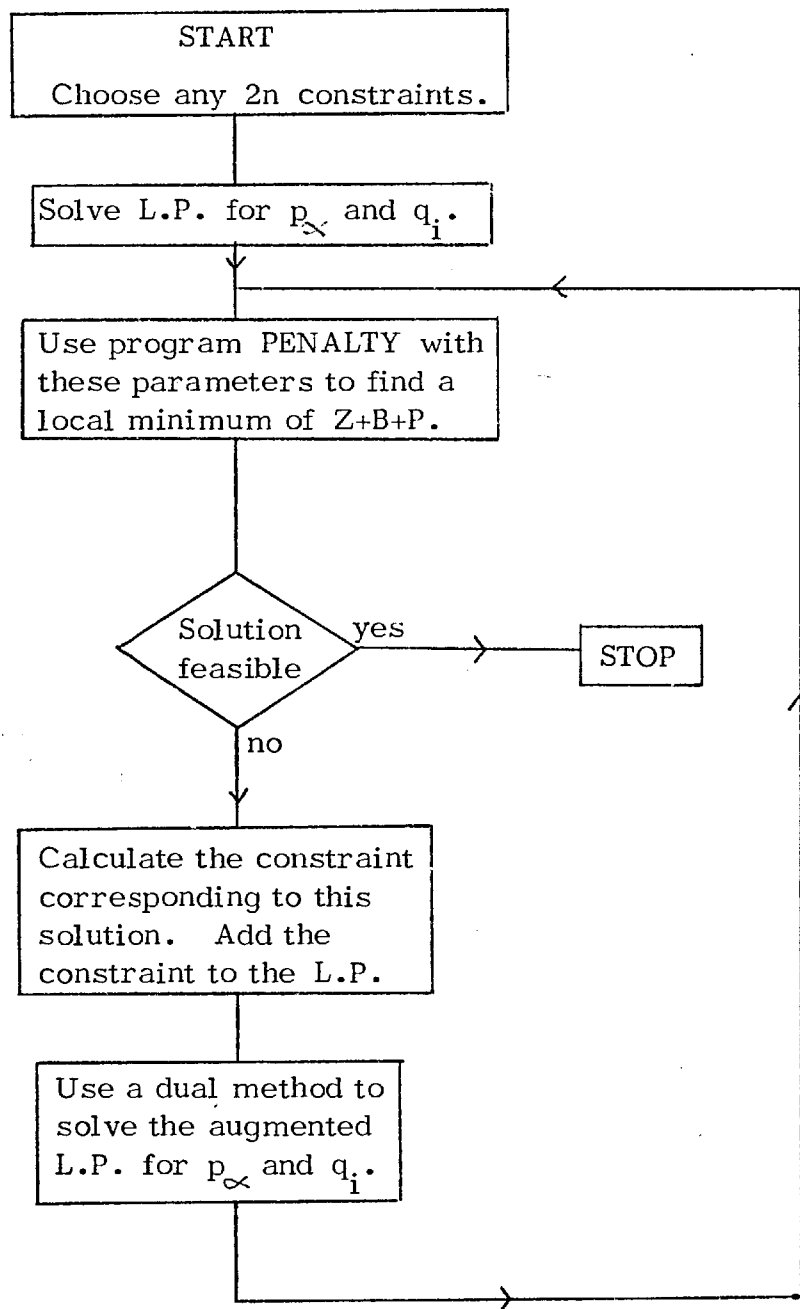 START
Choose any 2n constraints.
Solve L.P. for p∝ and qi.
Use program PENALTY with
these parameters to find a
local minimum of Z+B+P.
Solution
feasible
yes
STOP
no
Calculate the constraint
corresponding to this
solution. Add the
constraint to the L.P.
Use a dual method to
solve the augmented
L.P. for p∝ and qi.